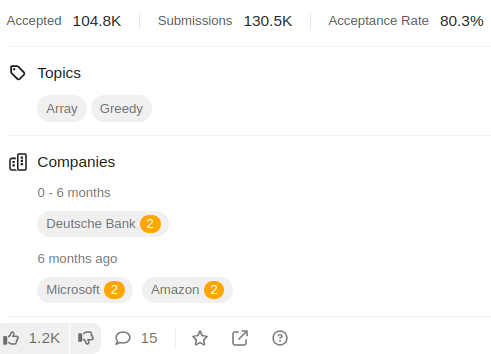 Accepted 104.8K Submissions 130.5K Acceptance Rate 80.3%
Topics
Array Greedy
Companies
0 - 6 months
Deutsche Bank 2
6 months ago
Microsoft 2 Amazon 2
1.2K 15